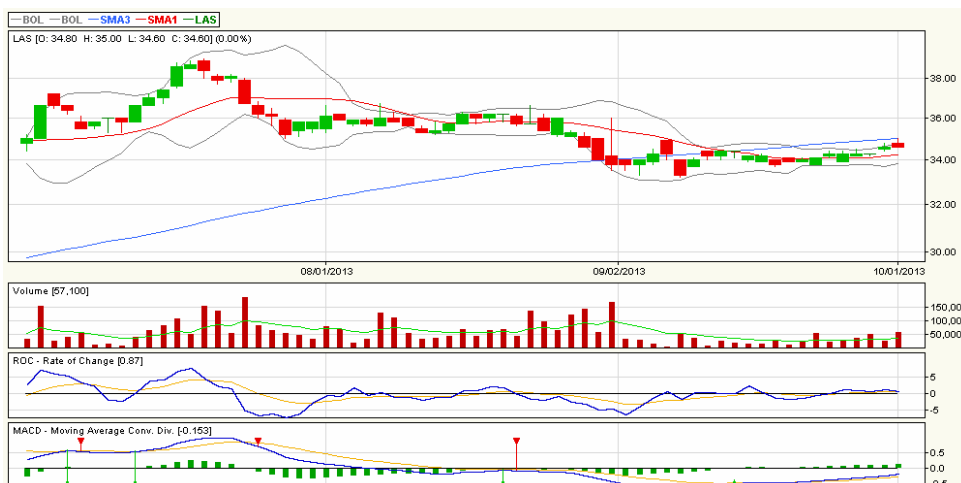 BOL BOL SMA3 SMA1 LAS
LAS [O: 34.80 H: 35.00 L: 34.60 C: 34.60] (0.00%)
38.00
36.00
34.00
32.00
30.00
08/01/2013 09/02/2013 10/01/2013
Volume [57,100]
150,000
100,000
50,000
ROC - Rate of Change [0.87]
5
0
-5
MACD - Moving Average Conv. Div. [-0.153]
0.5
0.0
-0.5